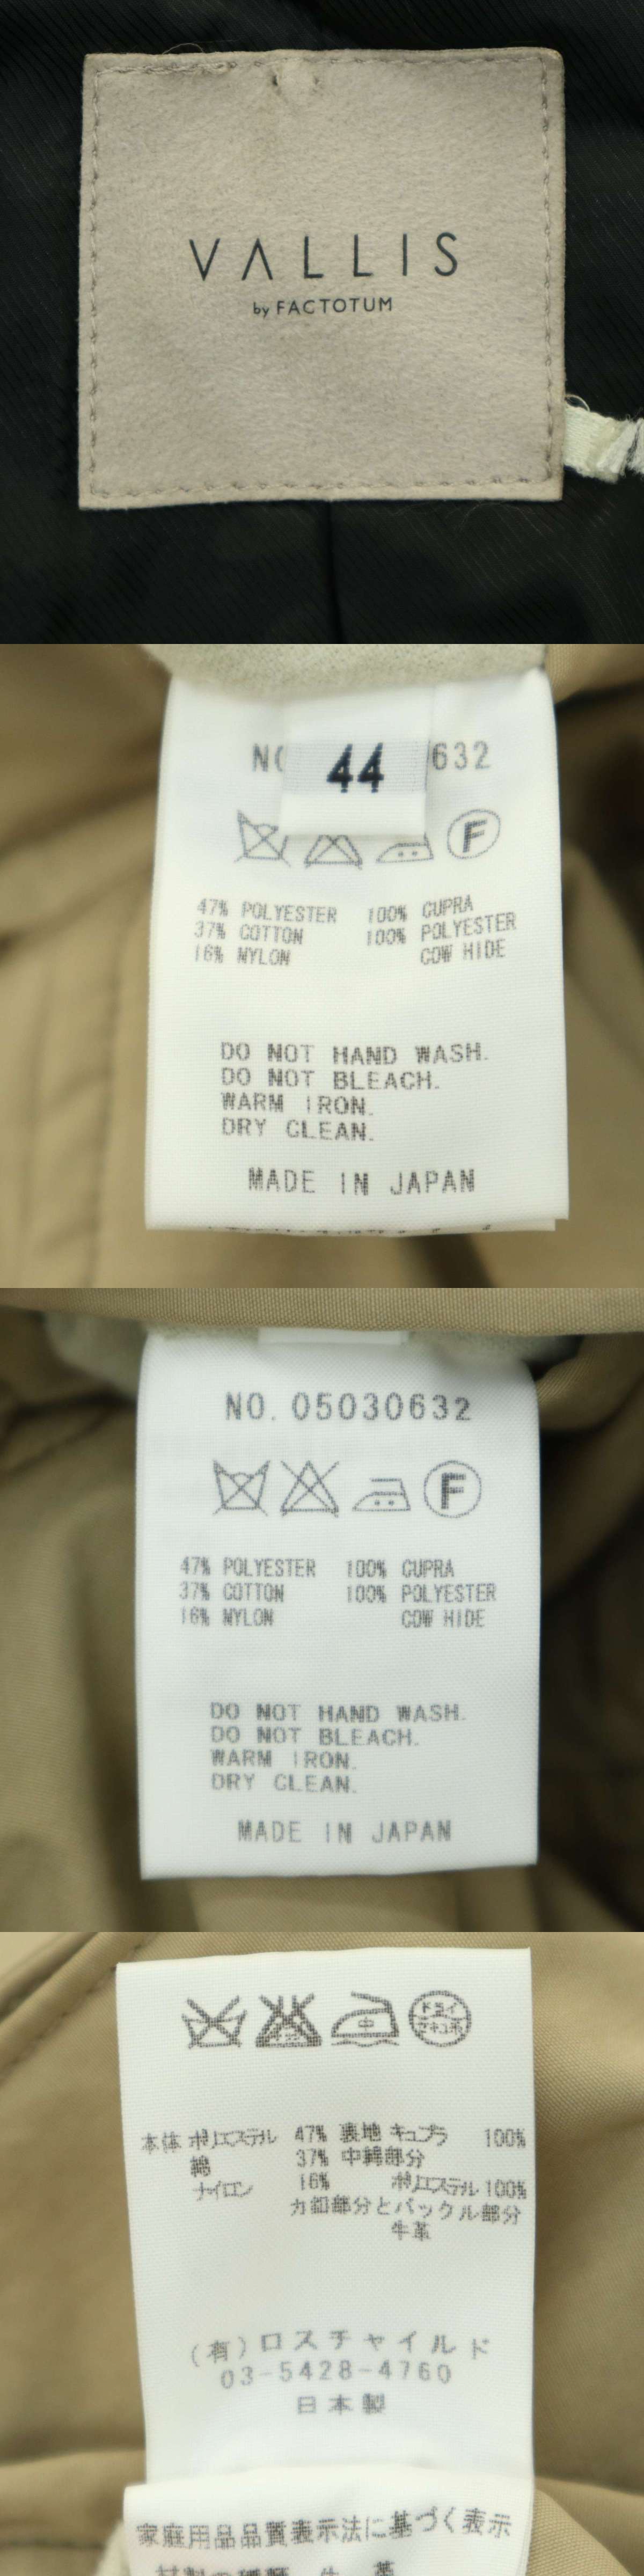 VALLIS
by FACTOTUM
44
632
F
47% POLYESTER 100% CUPRA
37% COTTON 100% POLYESTER
16% NYLON COW HIDE
DO NOT HAND WASH.
DO NOT BLEACH.
WARM IRON.
DRY CLEAN.
MADE IN JAPAN
NO. 05030632
F
47% POLYESTER 100% CUPRA
37% COTTON 100% POLYESTER
16% NYLON COW HIDE
DO NOT HAND WASH.
DO NOT BLEACH.
WARM IRON.
DRY CLEAN.
MADE IN JAPAN
中 ドライ
本体 ポリエステル 47% 裏地 キュプラ 100%
綿 37% 中綿部分
ナイロン 16% ポリエステル 100%
カ釦部分とバックル部分
牛革
(有)ロスチャイルド
03-5428-4760
日本製
家庭用品品質表示法に基づく表示